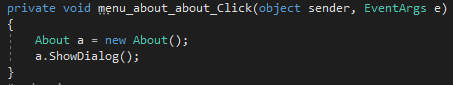 private void menu_about_about_Click(object sender, EventArgs e)
{
    About a = new About();
    a.ShowDialog();
}